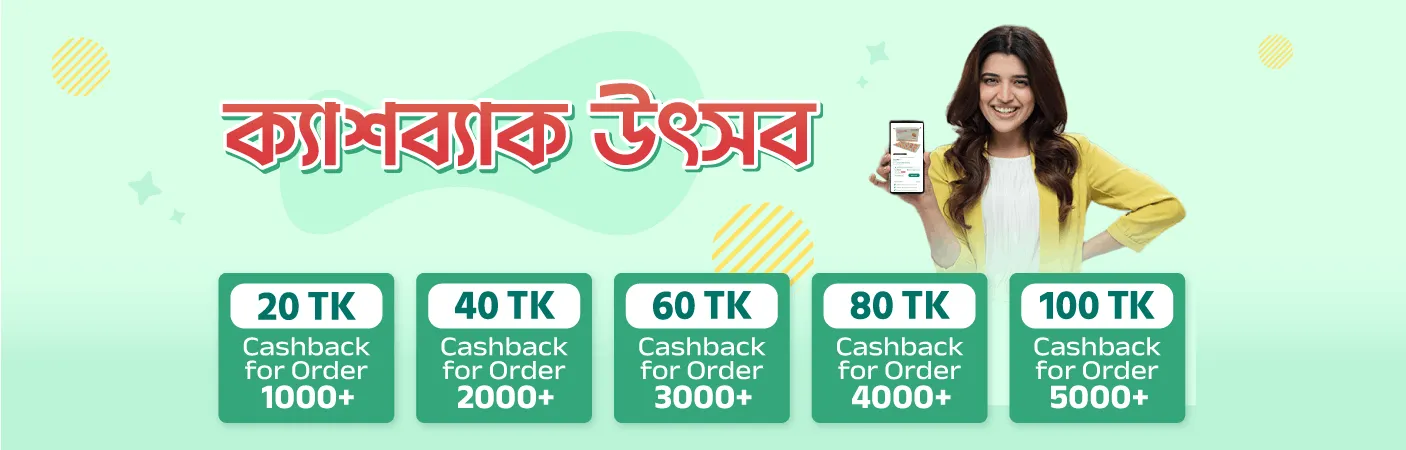 ক্যাশব্যাক উৎসব
20 TK
Cashback
for Order
1000+
40 TK
Cashback
for Order
2000+
60 TK
Cashback
for Order
3000+
80 TK
Cashback
for Order
4000+
100 TK
Cashback
for Order
5000+